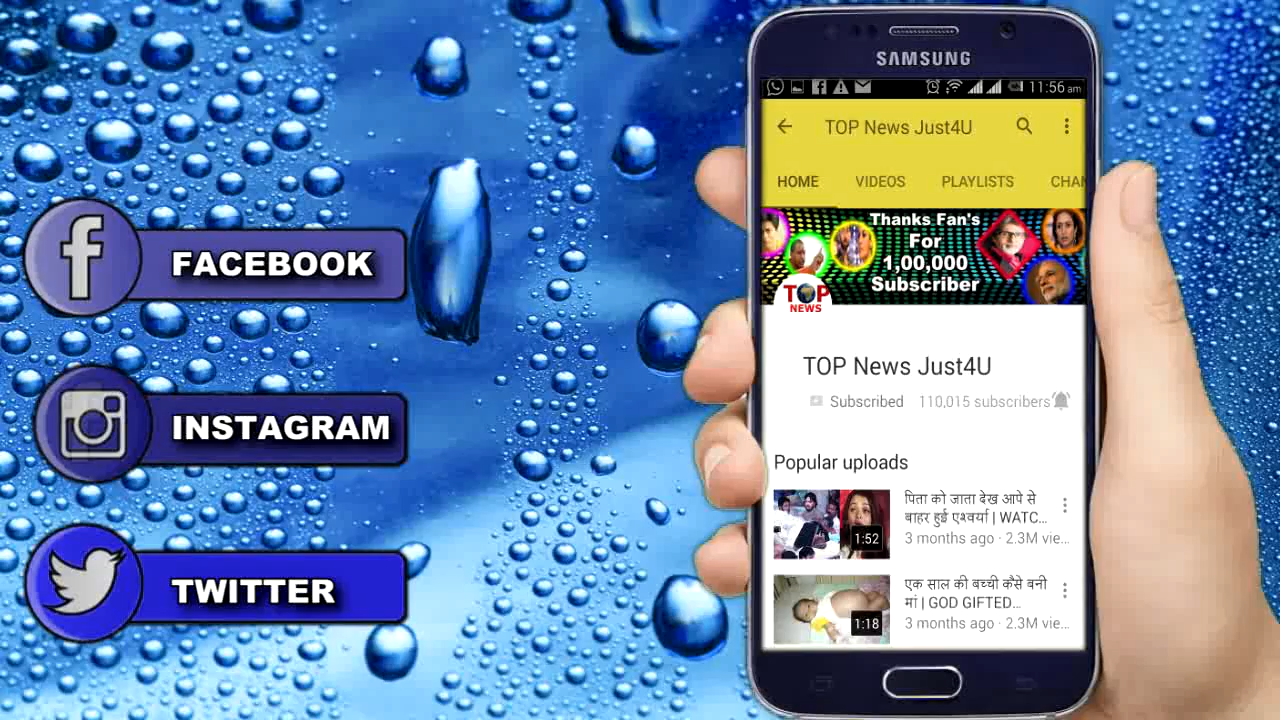 FACEBOOK
INSTAGRAM
TWITTER
SAMSUNG
11:56 am
TOP News Just4U
HOME VIDEOS PLAYLISTS CHAN
Thanks Fan's
For
1,00,000
Subscriber
TOP
NEWS
TOP News Just4U
Subscribed 110,015 subscribers
Popular uploads
पिता को जाता देख आपे से
बाहर हुई एश्वर्या | WATC...
3 months ago · 2.3M vie...
1:52
एक साल की बच्ची कैसे बनी
मां | GOD GIFTED...
3 months ago · 2.3M vie...
1:18